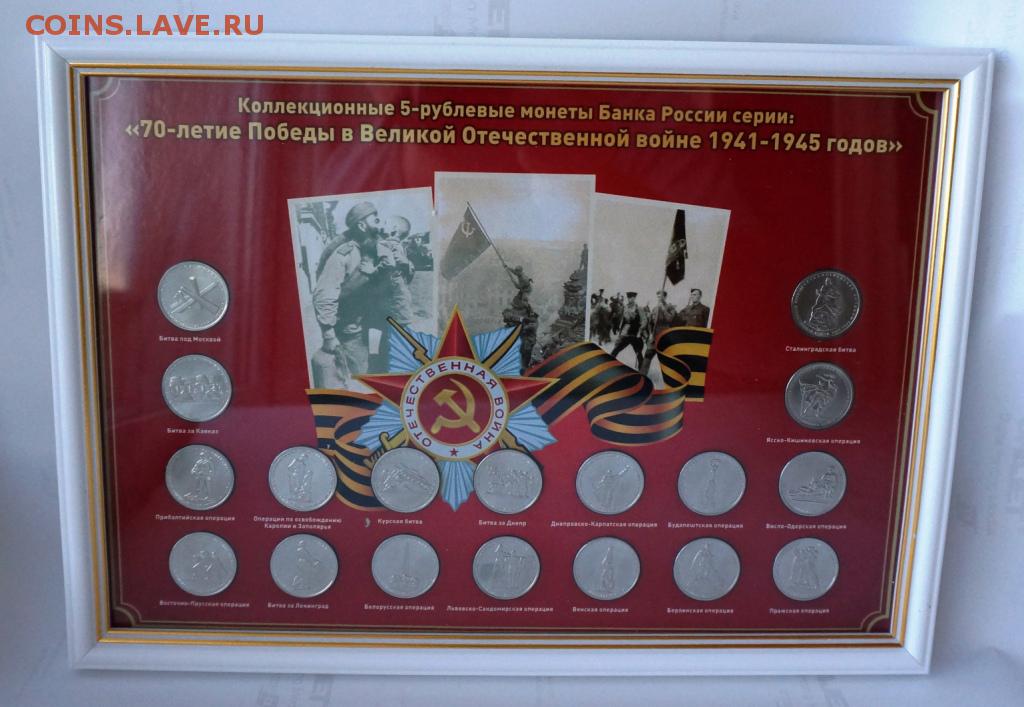 COINS.LAVE.RU
Коллекционные 5-рублевые монеты Банка России серии:
«70-летие Победы в Великой Отечественной войне 1941-1945 годов»
ОТЕЧЕСТВЕННАЯ ВОЙНА
Битва под Москвой
Сталинградская битва
Битва за Кавказ
Ясско-Кишиневская операция
Прибалтийская операция
Операция по освобождению
Карелии и Заполярья
Курская битва
Битва за Днепр
Днепровско-Карпатская операция
Будапештская операция
Висло-Одерская операция
Восточно-Прусская операция
Битва за Ленинград
Белорусская операция
Львовско-Сандомирская операция
Венская операция
Берлинская операция
Пражская операция